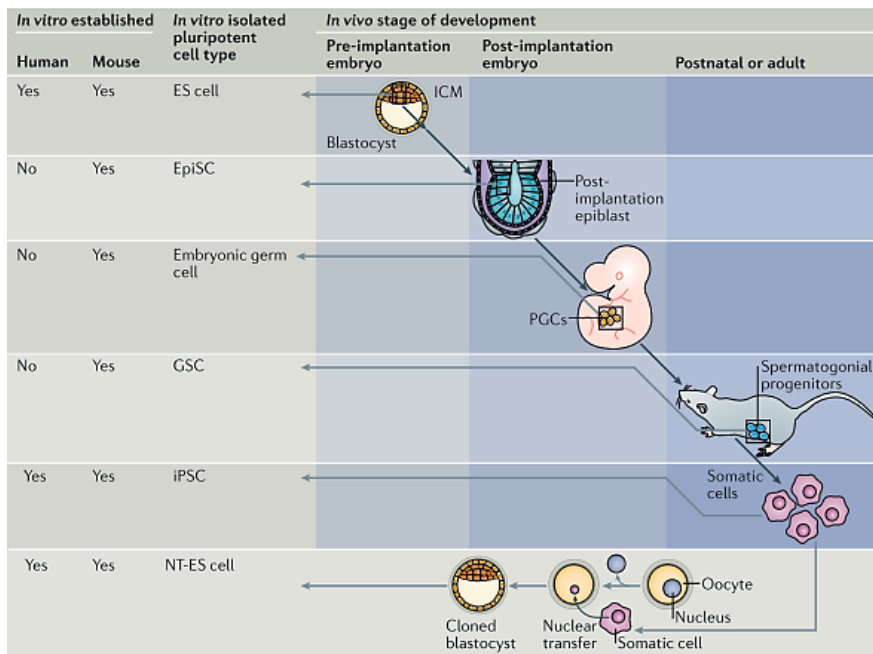 In vitro established
In vitro isolated
pluripotent
cell type
In vivo stage of development
Human
Mouse
Pre-implantation
embryo
Post-implantation
embryo
Postnatal or adult
Yes
Yes
ES cell
ICM
Blastocyst
No
Yes
EpiSC
Post-
implantation
epiblast
No
Yes
Embryonic germ
cell
PGCs
No
Yes
GSC
Spermatogonial
progenitors
Yes
Yes
iPSC
Somatic
cells
Yes
Yes
NT-ES cell
Oocyte
Nucleus
Cloned
blastocyst
Nuclear
transfer
Somatic cell